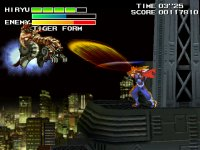 HIRYU
TIME 03"25
SCORE 00117010
ENEMY
TIGER FORM